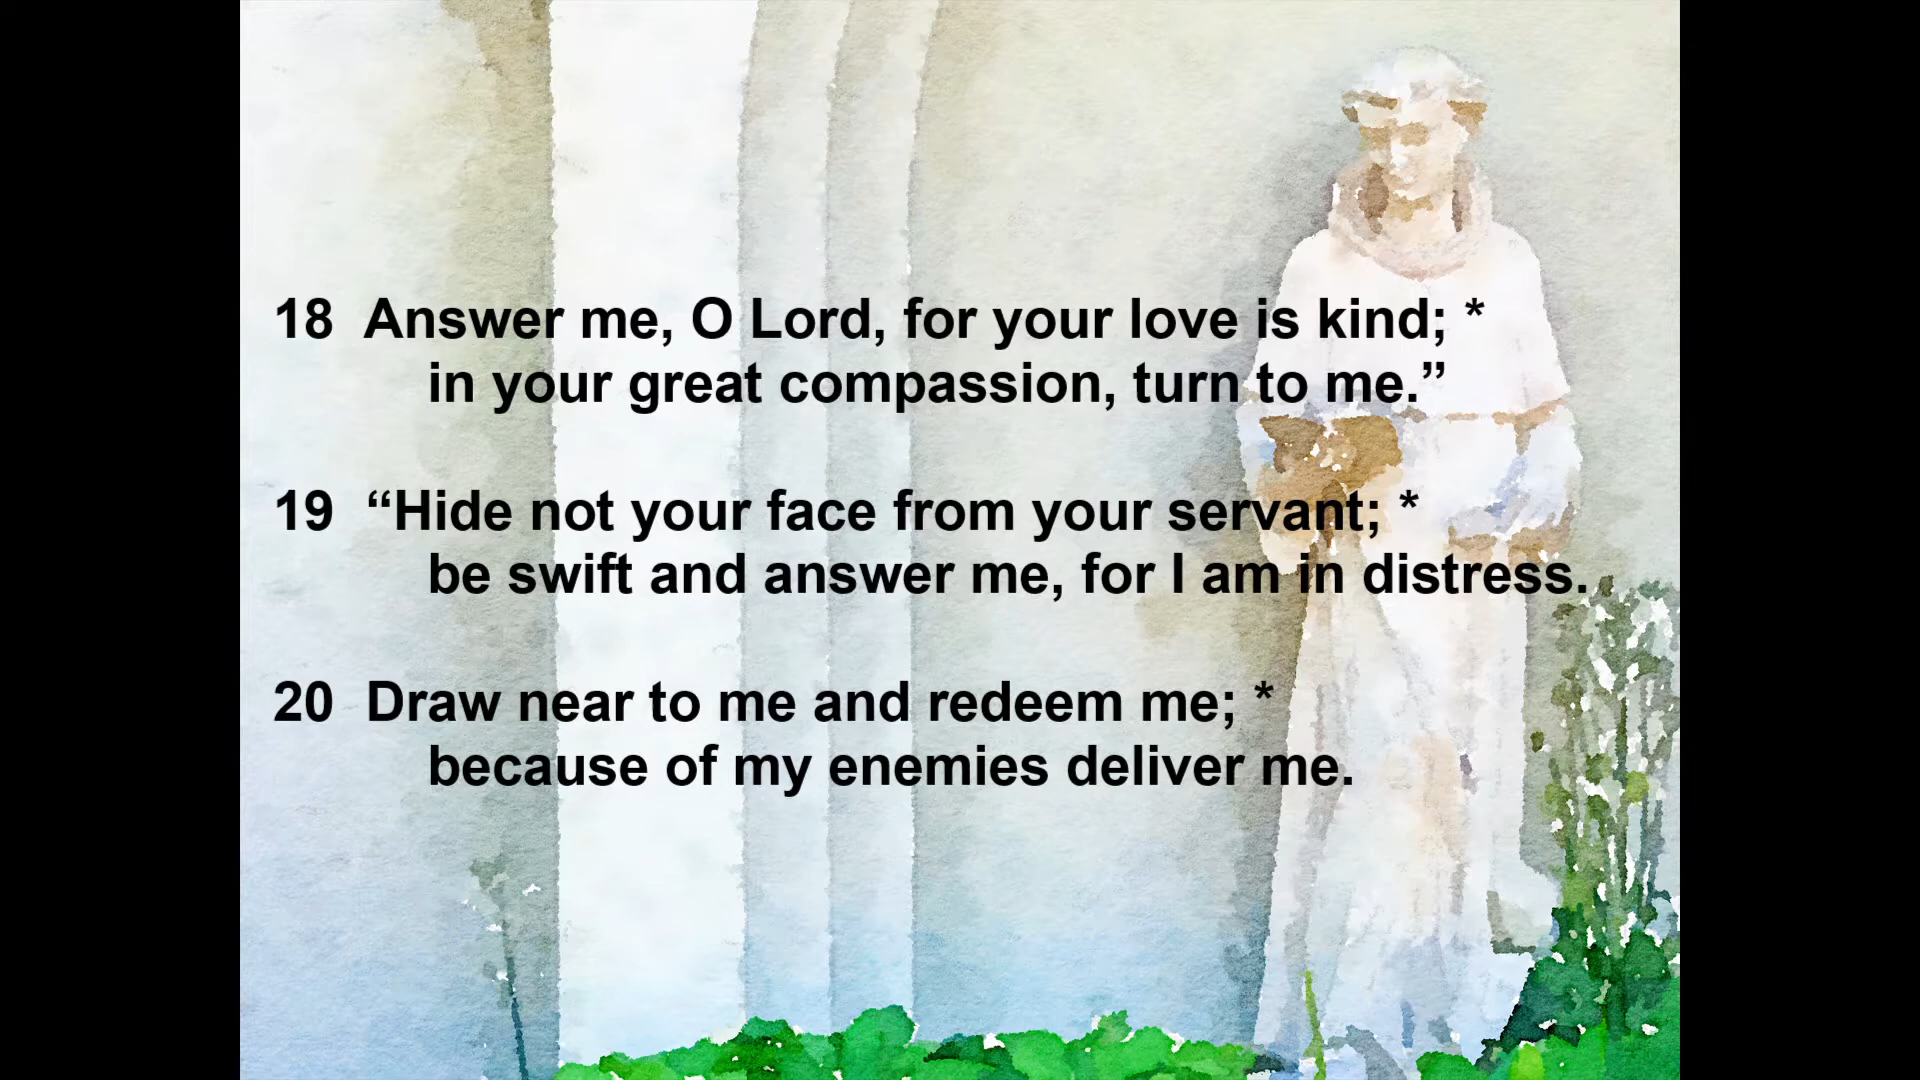 18 Answer me, O Lord, for your love is kind; *
in your great compassion, turn to me.”
19 “Hide not your face from your servant; *
be swift and answer me, for I am in distress.
20 Draw near to me and redeem me; *
because of my enemies deliver me.